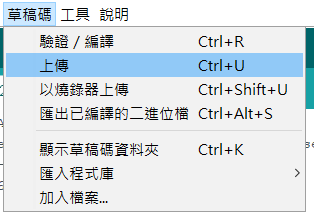 草稿碼 工具 說明
驗證 / 編譯 Ctrl+R
上傳 Ctrl+U
以燒錄器上傳 Ctrl+Shift+U
匯出已編譯的二進位檔 Ctrl+Alt+S
顯示草稿碼資料夾 Ctrl+K
匯入程式庫
加入檔案...